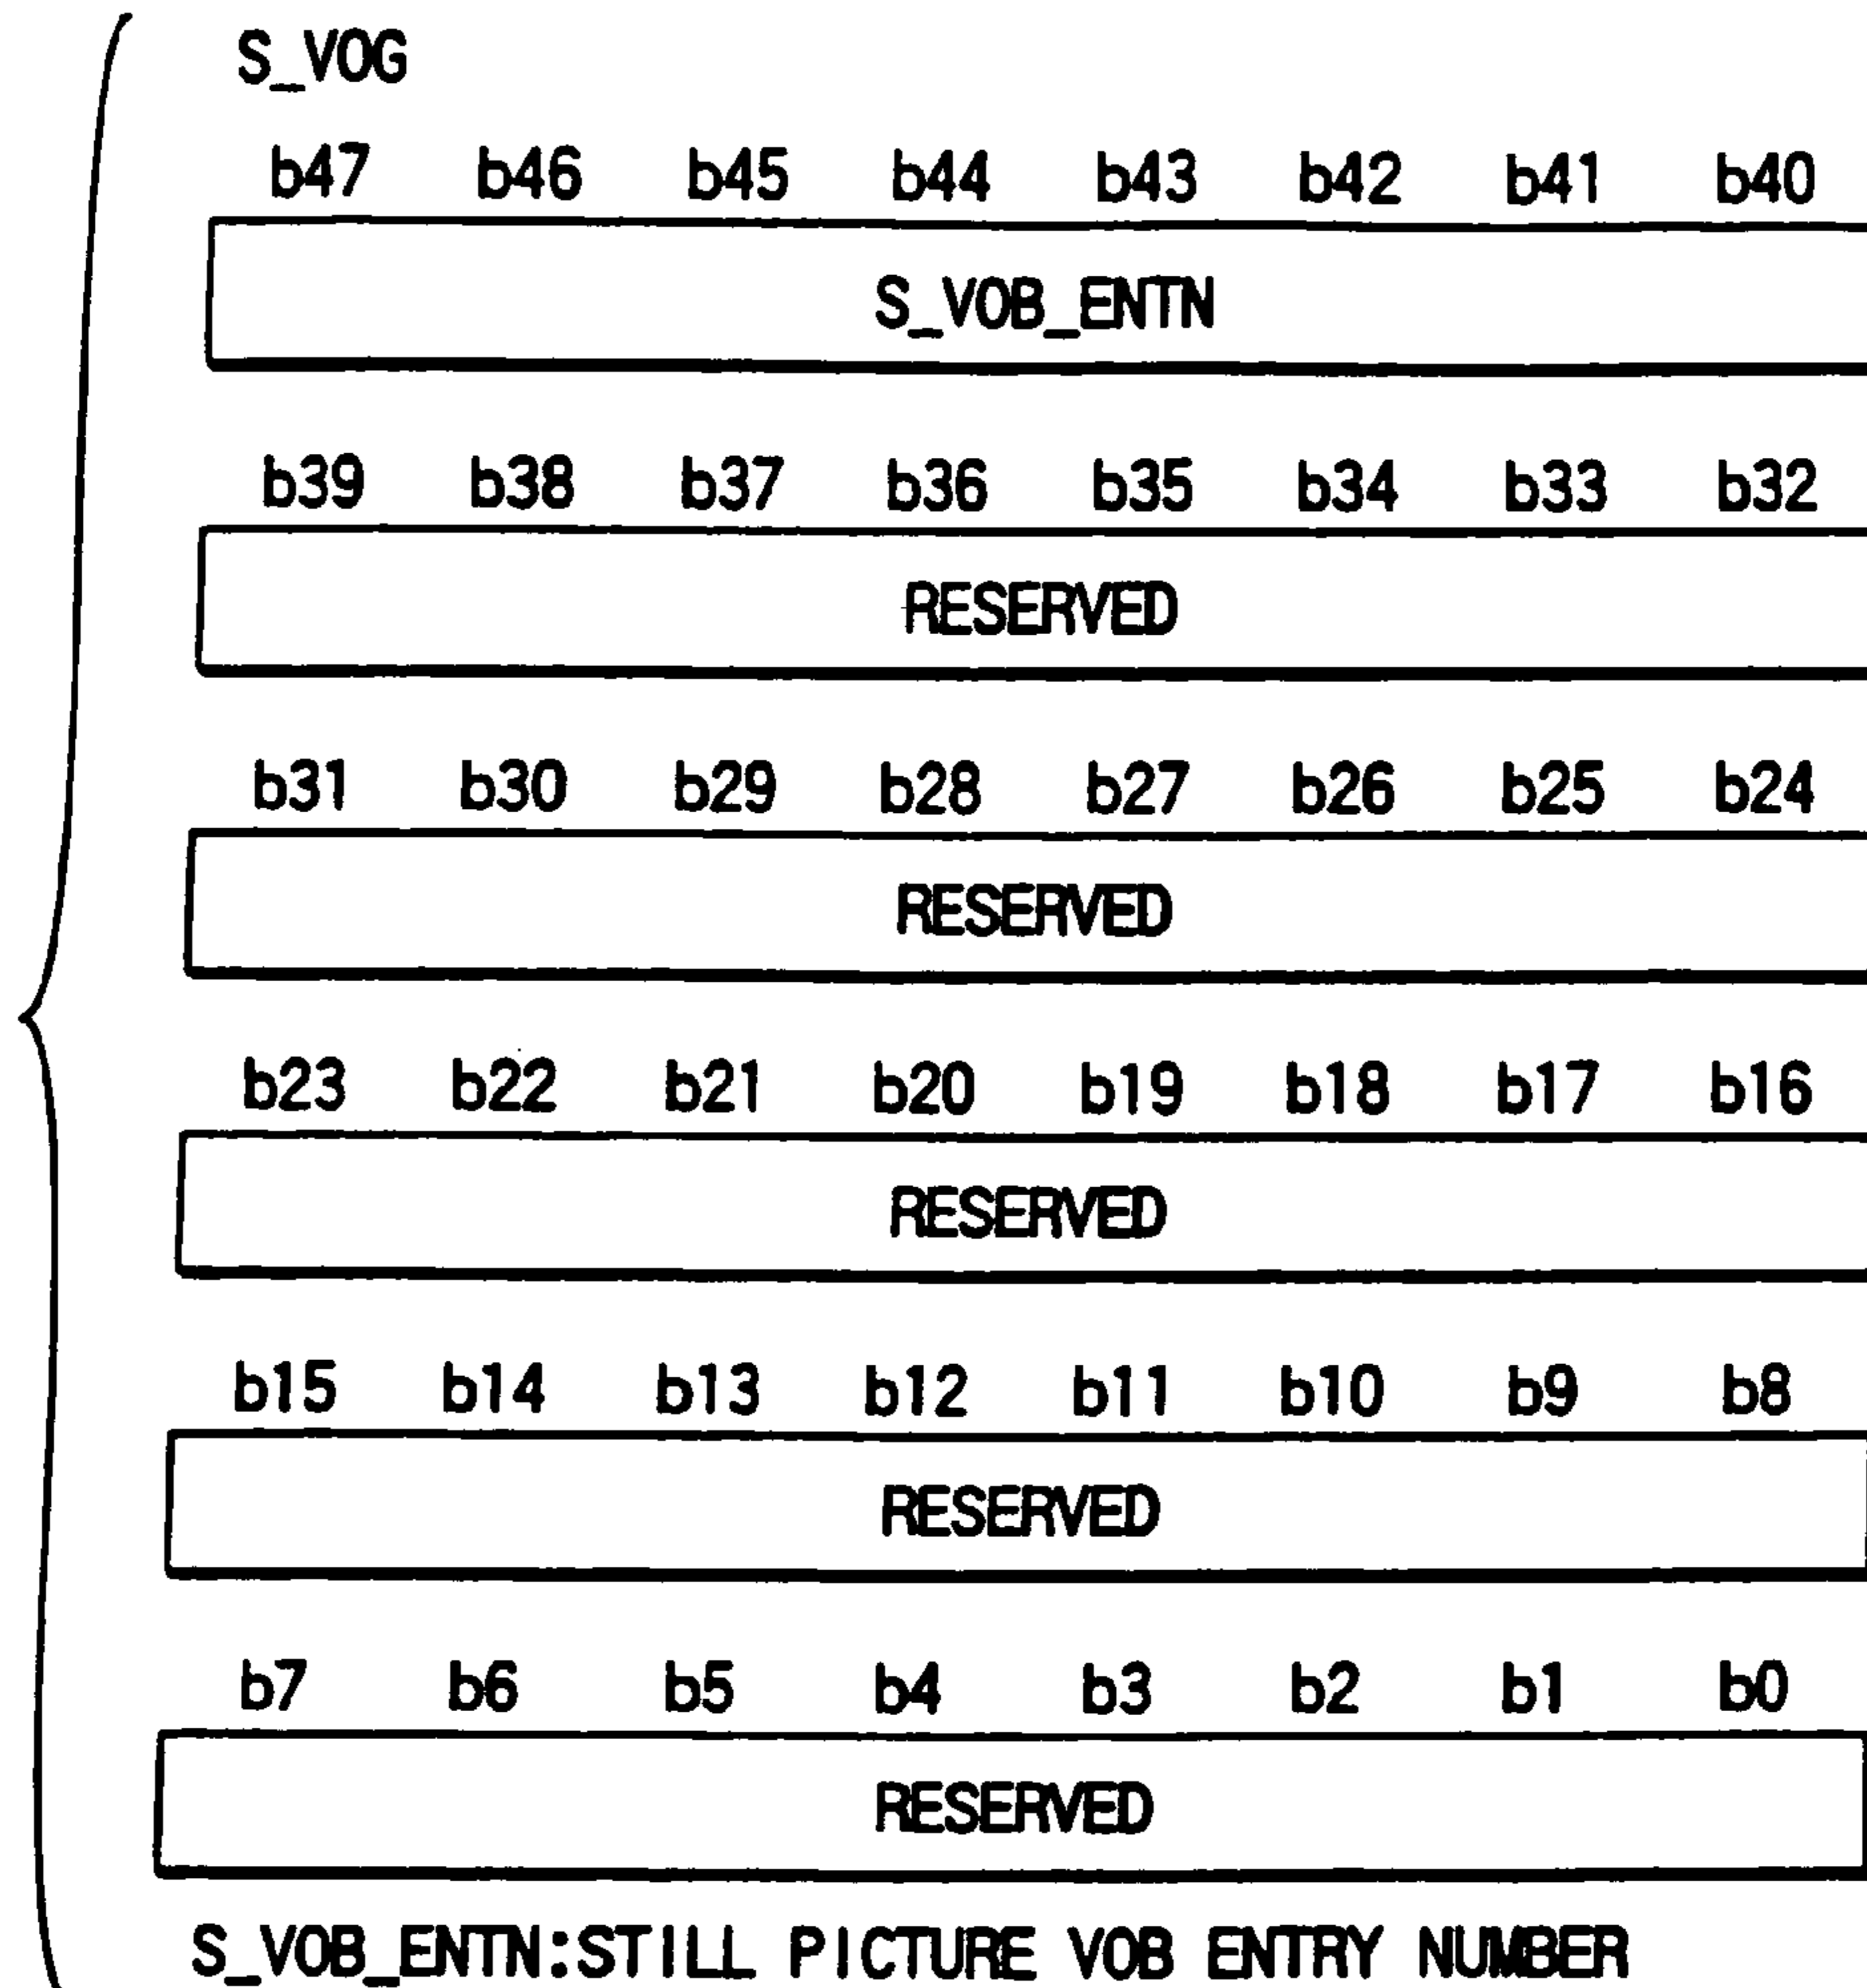 S_VOG
b47 b46 b45 b44 b43 b42 b41 b40
S_VOB_ENTN
b39 b38 b37 b36 b35 b34 b33 b32
RESERVED
b31 b30 b29 b28 b27 b26 b25 b24
RESERVED
b23 b22 b21 b20 b19 b18 b17 b16
RESERVED
b15 b14 b13 b12 b11 b10 b9 b8
RESERVED
b7 b6 b5 b4 b3 b2 b1 b0
RESERVED
S_VOB_ENTN:STILL PICTURE VOB ENTRY NUMBER